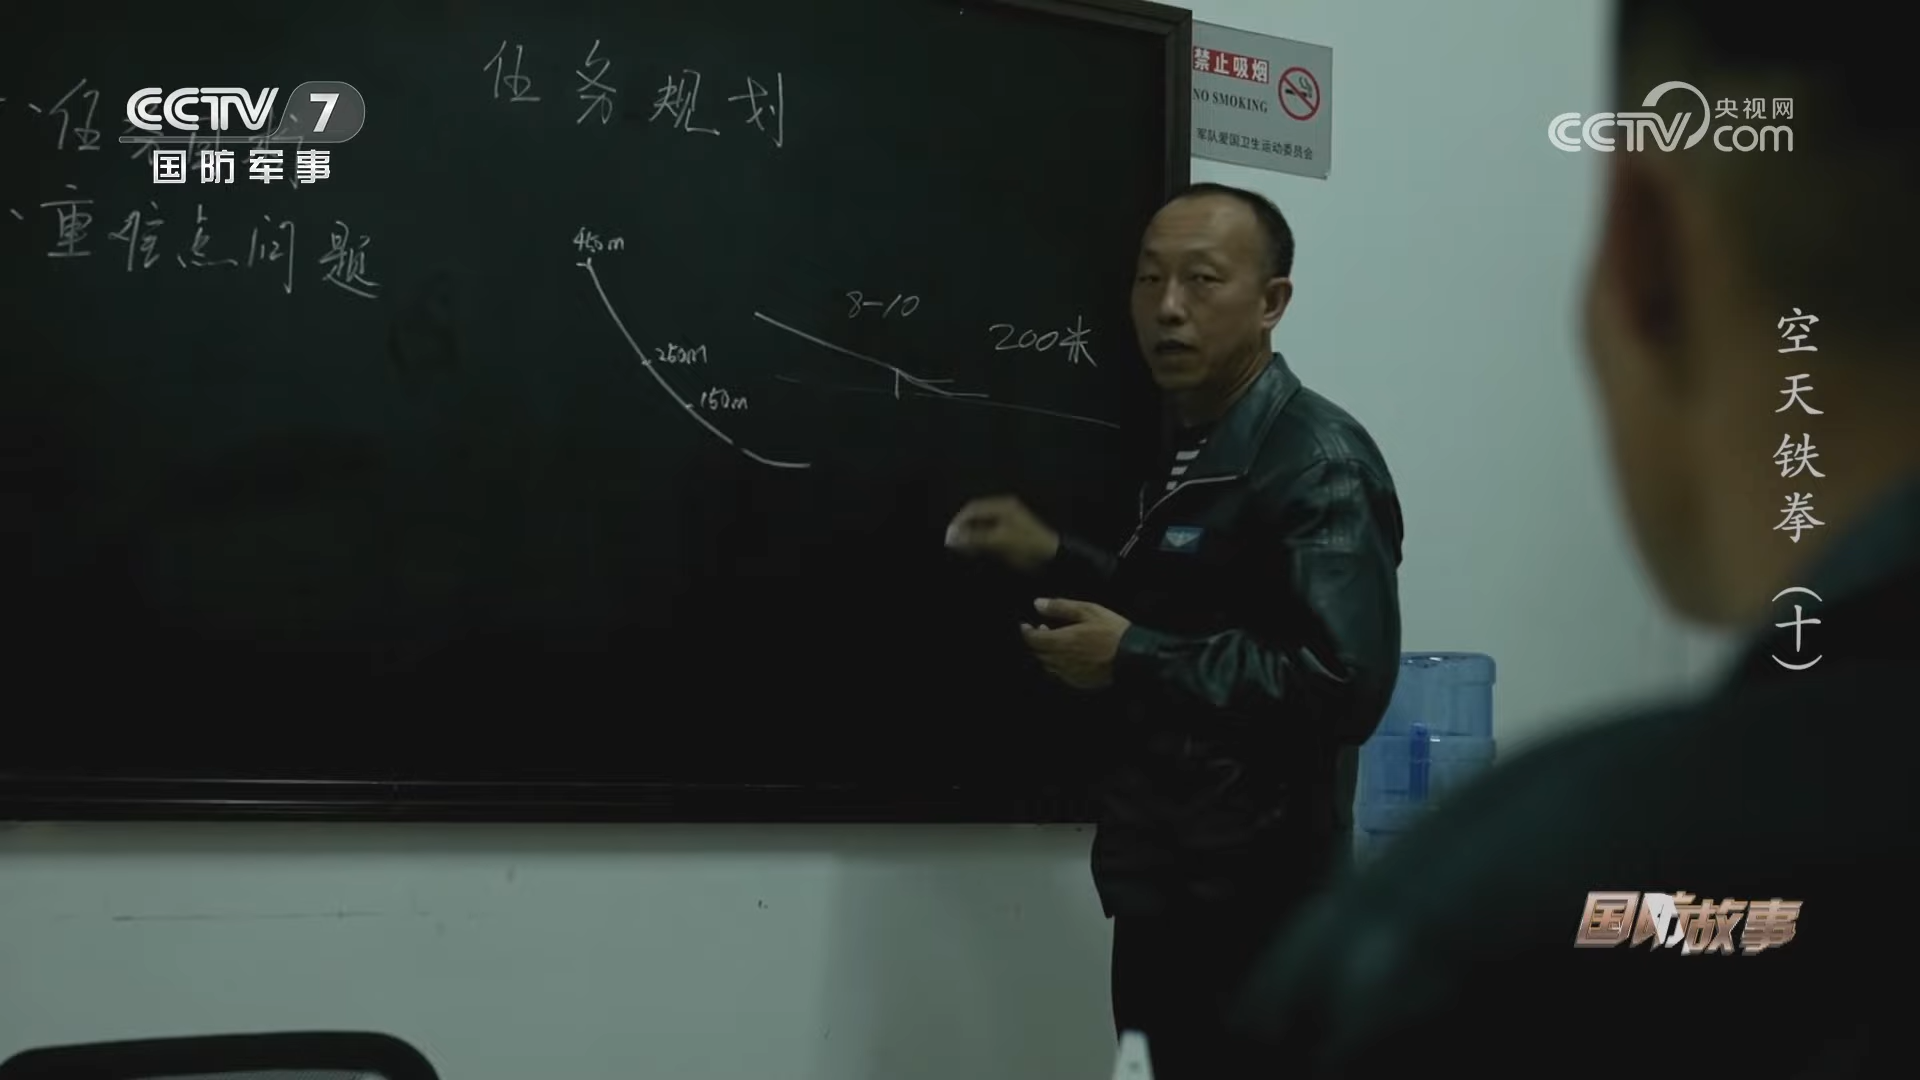 任务规划
CCTV 7
国防军事
、重难点问题
450m
250m
150m
8-10
200米
禁止吸烟
NO SMOKING
军队爱国卫生运动委员会
CCTV.com
央视网
空天铁拳（十）
国防故事